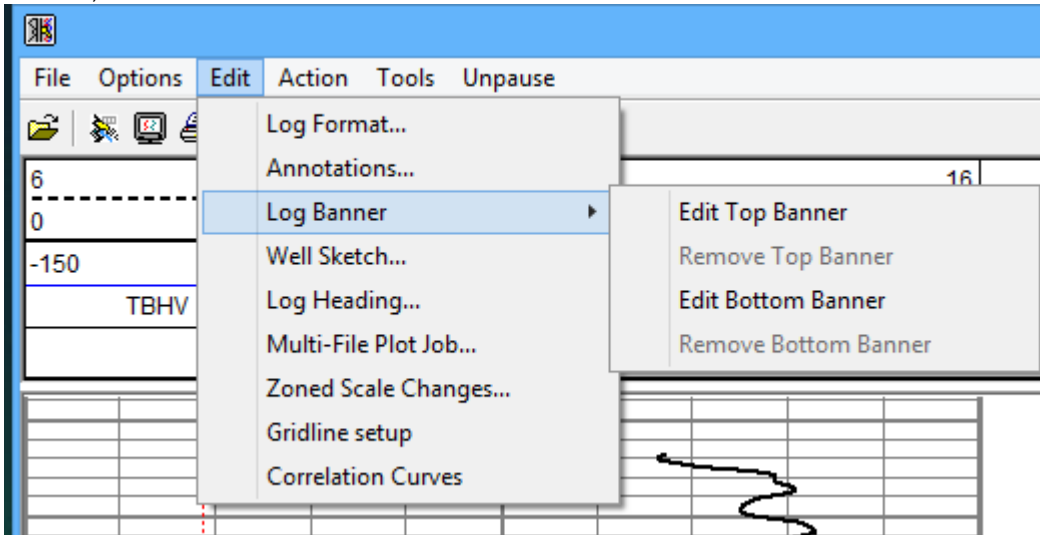 File Options Edit Action Tools Unpause
Log Format...
Annotations...
6 16
Log Banner
0
Edit Top Banner
Well Sketch...
-150
Remove Top Banner
Log Heading...
TBHV
Edit Bottom Banner
Multi-File Plot Job...
Remove Bottom Banner
Zoned Scale Changes...
Gridline setup
Correlation Curves